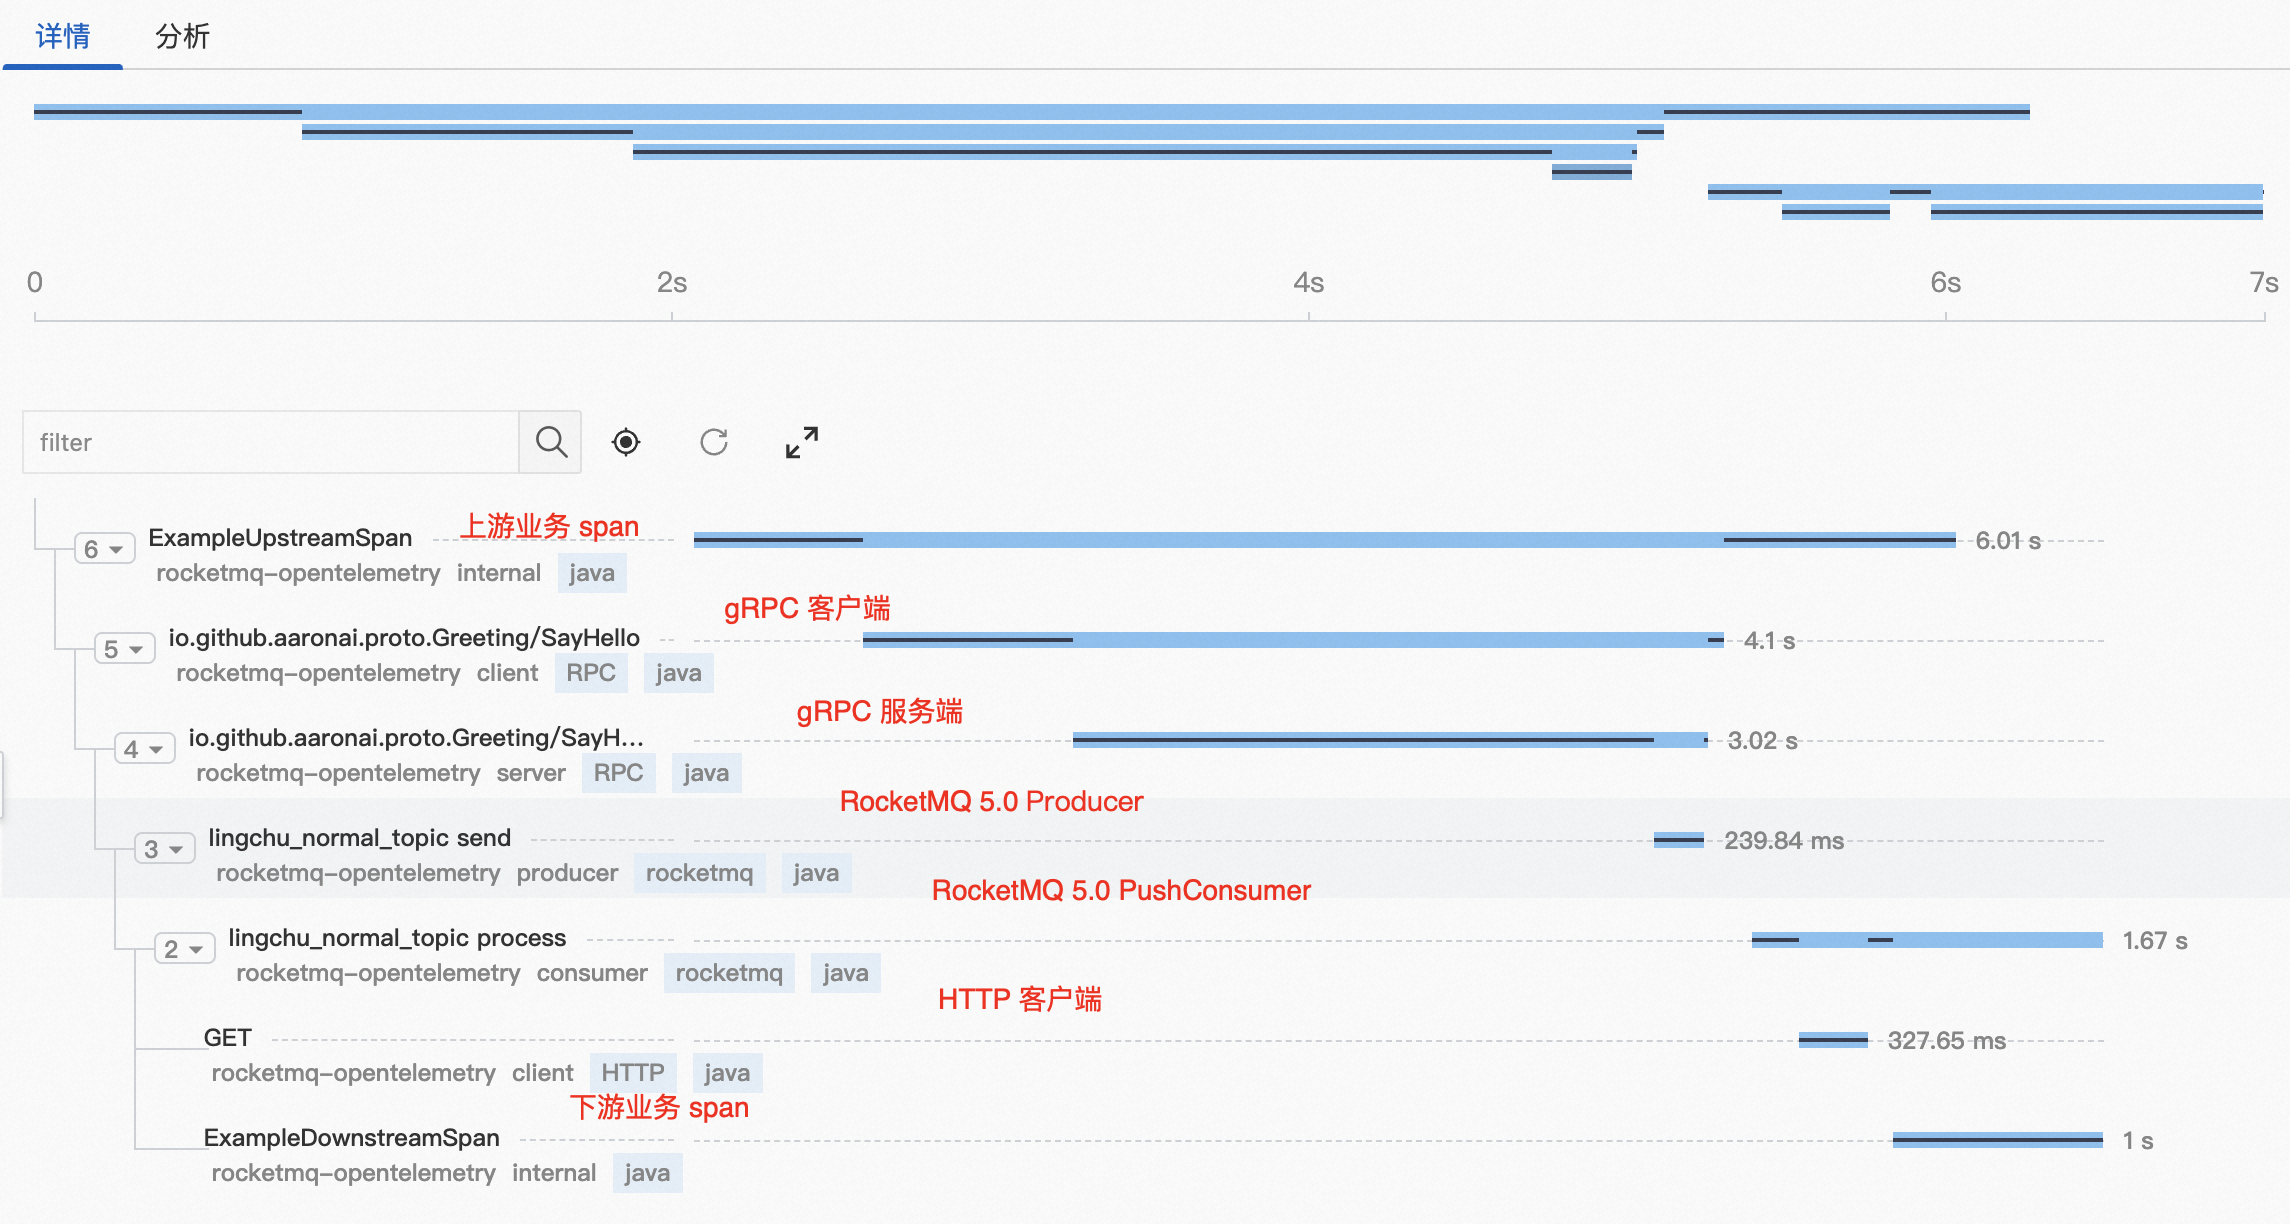 详情 分析
0 2s 4s 6s 7s
filter
6 ExampleUpstreamSpan 上游业务 span 6.01 s
rocketmq-opentelemetry internal java
gRPC 客户端
5 io.github.aaronai.proto.Greeting/SayHello 4.1 s
rocketmq-opentelemetry client RPC java
gRPC 服务端
4 io.github.aaronai.proto.Greeting/SayH... 3.02 s
rocketmq-opentelemetry server RPC java
RocketMQ 5.0 Producer
3 lingchu_normal_topic send 239.84 ms
rocketmq-opentelemetry producer rocketmq java
RocketMQ 5.0 PushConsumer
2 lingchu_normal_topic process 1.67 s
rocketmq-opentelemetry consumer rocketmq java
HTTP 客户端
GET 327.65 ms
rocketmq-opentelemetry client HTTP java
下游业务 span
ExampleDownstreamSpan 1 s
rocketmq-opentelemetry internal java